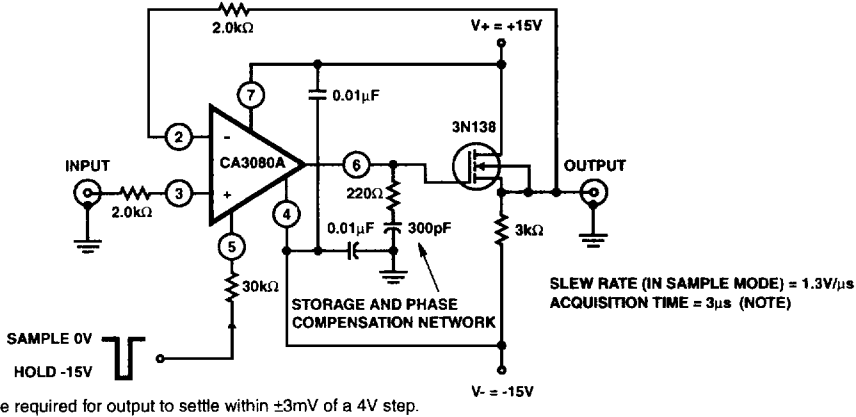 2.0kΩ
V+ = +15V
7
0.01µF
3N138
2
-
CA3080A
6
INPUT
OUTPUT
3
+
2.0kΩ
220Ω
4
0.01µF
300pF
3kΩ
5
30kΩ
STORAGE AND PHASE
COMPENSATION NETWORK
SLEW RATE (IN SAMPLE MODE) = 1.3V/µs
ACQUISITION TIME = 3µs (NOTE)
SAMPLE 0V
HOLD -15V
V- = -15V
e required for output to settle within ±3mV of a 4V step.